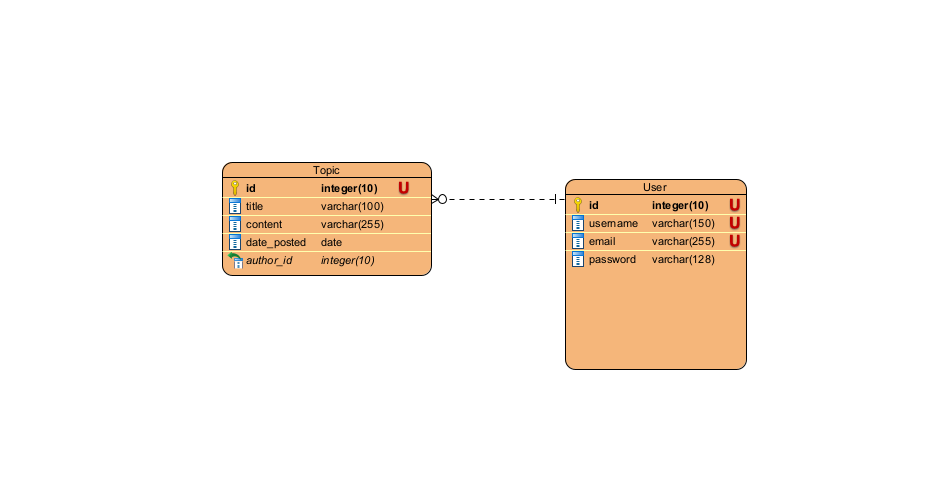 Topic
id integer(10) U
title varchar(100)
content varchar(255)
date_posted date
author_id integer(10)
User
id integer(10) U
username varchar(150) U
email varchar(255) U
password varchar(128)